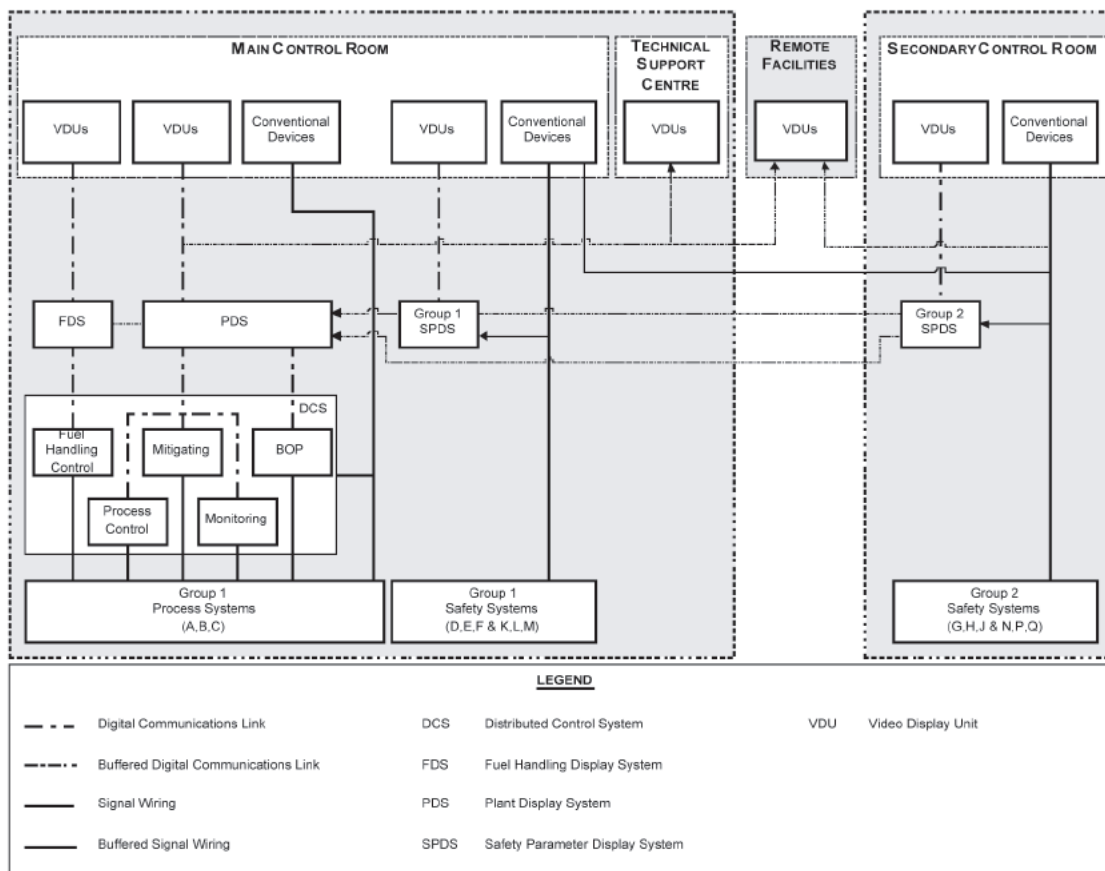 MAIN CONTROL ROOM
TECHNICAL
SUPPORT
CENTRE
REMOTE
FACILITIES
SECONDARY CONTROL ROOM
VDUs
VDUs
Conventional
Devices
VDUs
Conventional
Devices
VDUs
VDUs
VDUs
Conventional
Devices
FDS
PDS
Group 1
SPDS
Group 2
SPDS
DCS
Fuel
Handling
Control
Mitigating
BOP
Process
Control
Monitoring
Group 1
Process Systems
(A,B,C)
Group 1
Safety Systems
(D,E,F & K,L,M)
Group 2
Safety Systems
(G,H,J & N,P,Q)
LEGEND
Digital Communications Link
DCS Distributed Control System
VDU Video Display Unit
Buffered Digital Communications Link
FDS Fuel Handling Display System
Signal Wiring
PDS Plant Display System
Buffered Signal Wiring
SPDS Safety Parameter Display System